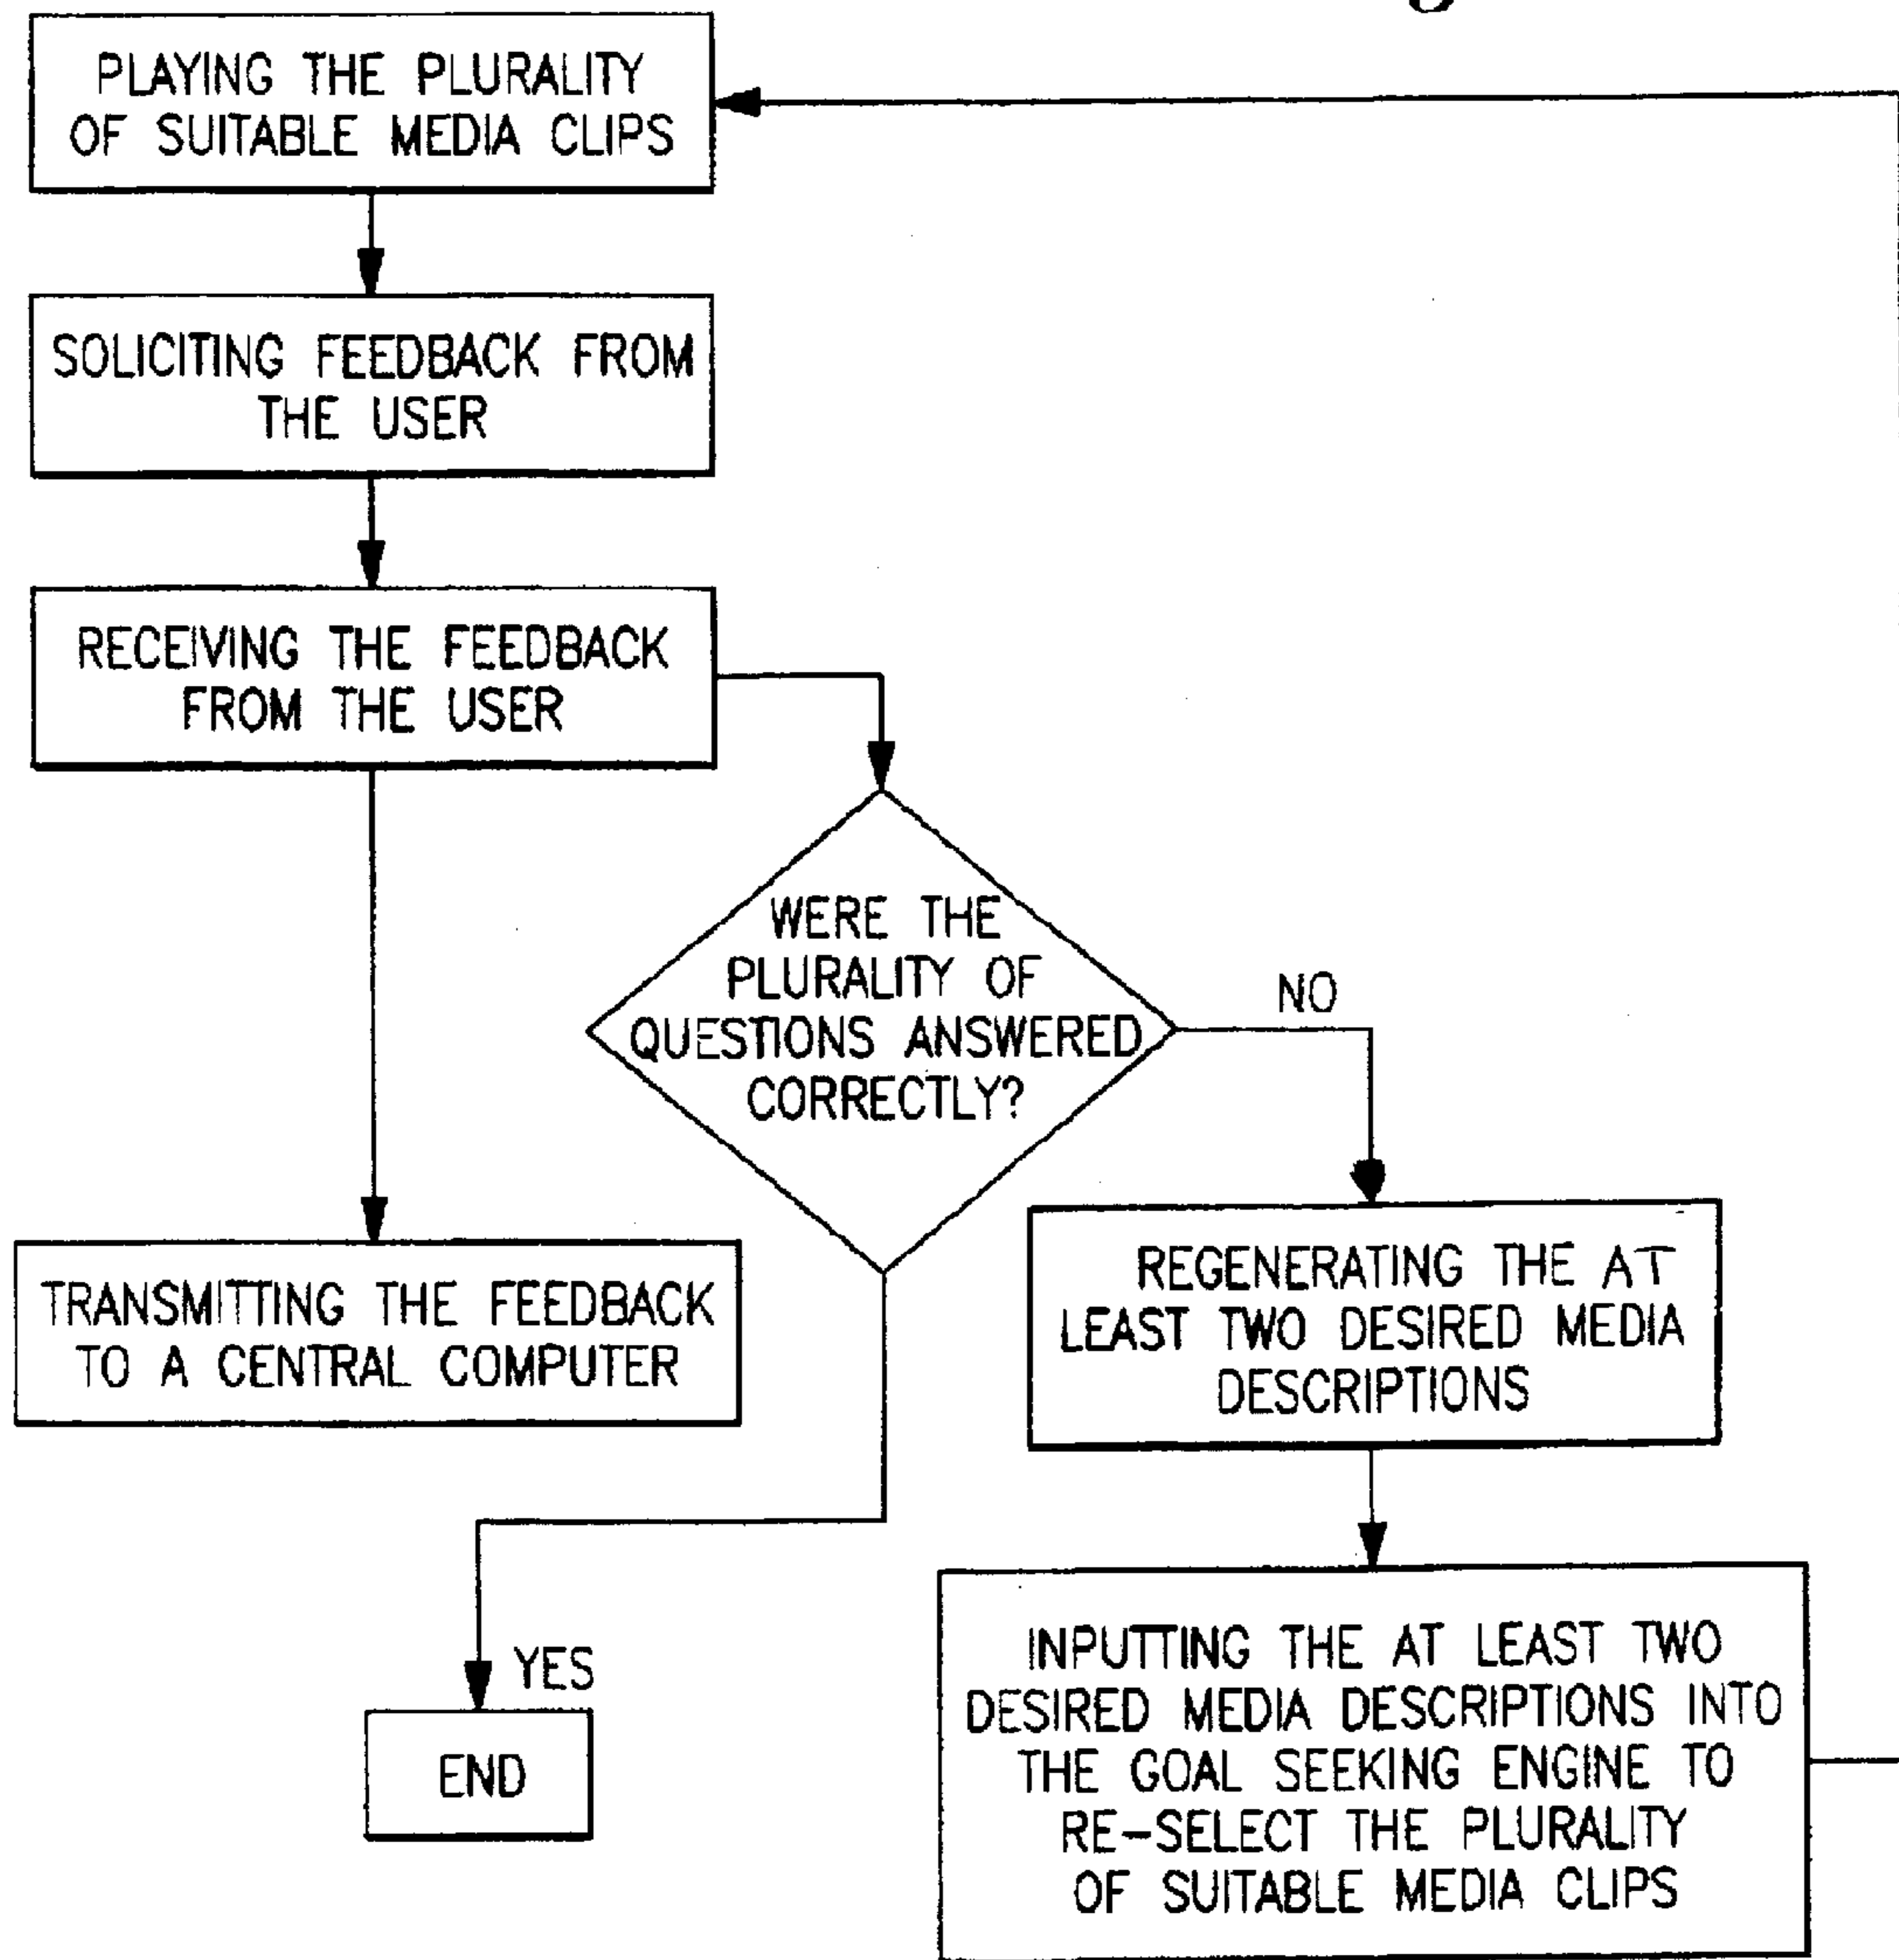 PLAYING THE PLURALITY
OF SUITABLE MEDIA CLIPS
SOLICITING FEEDBACK FROM
THE USER
RECEIVING THE FEEDBACK
FROM THE USER
WERE THE
PLURALITY OF
QUESTIONS ANSWERED
CORRECTLY?
NO
TRANSMITTING THE FEEDBACK
TO A CENTRAL COMPUTER
REGENERATING THE AT
LEAST TWO DESIRED MEDIA
DESCRIPTIONS
YES
END
INPUTTING THE AT LEAST TWO
DESIRED MEDIA DESCRIPTIONS INTO
THE GOAL SEEKING ENGINE TO
RE-SELECT THE PLURALITY
OF SUITABLE MEDIA CLIPS